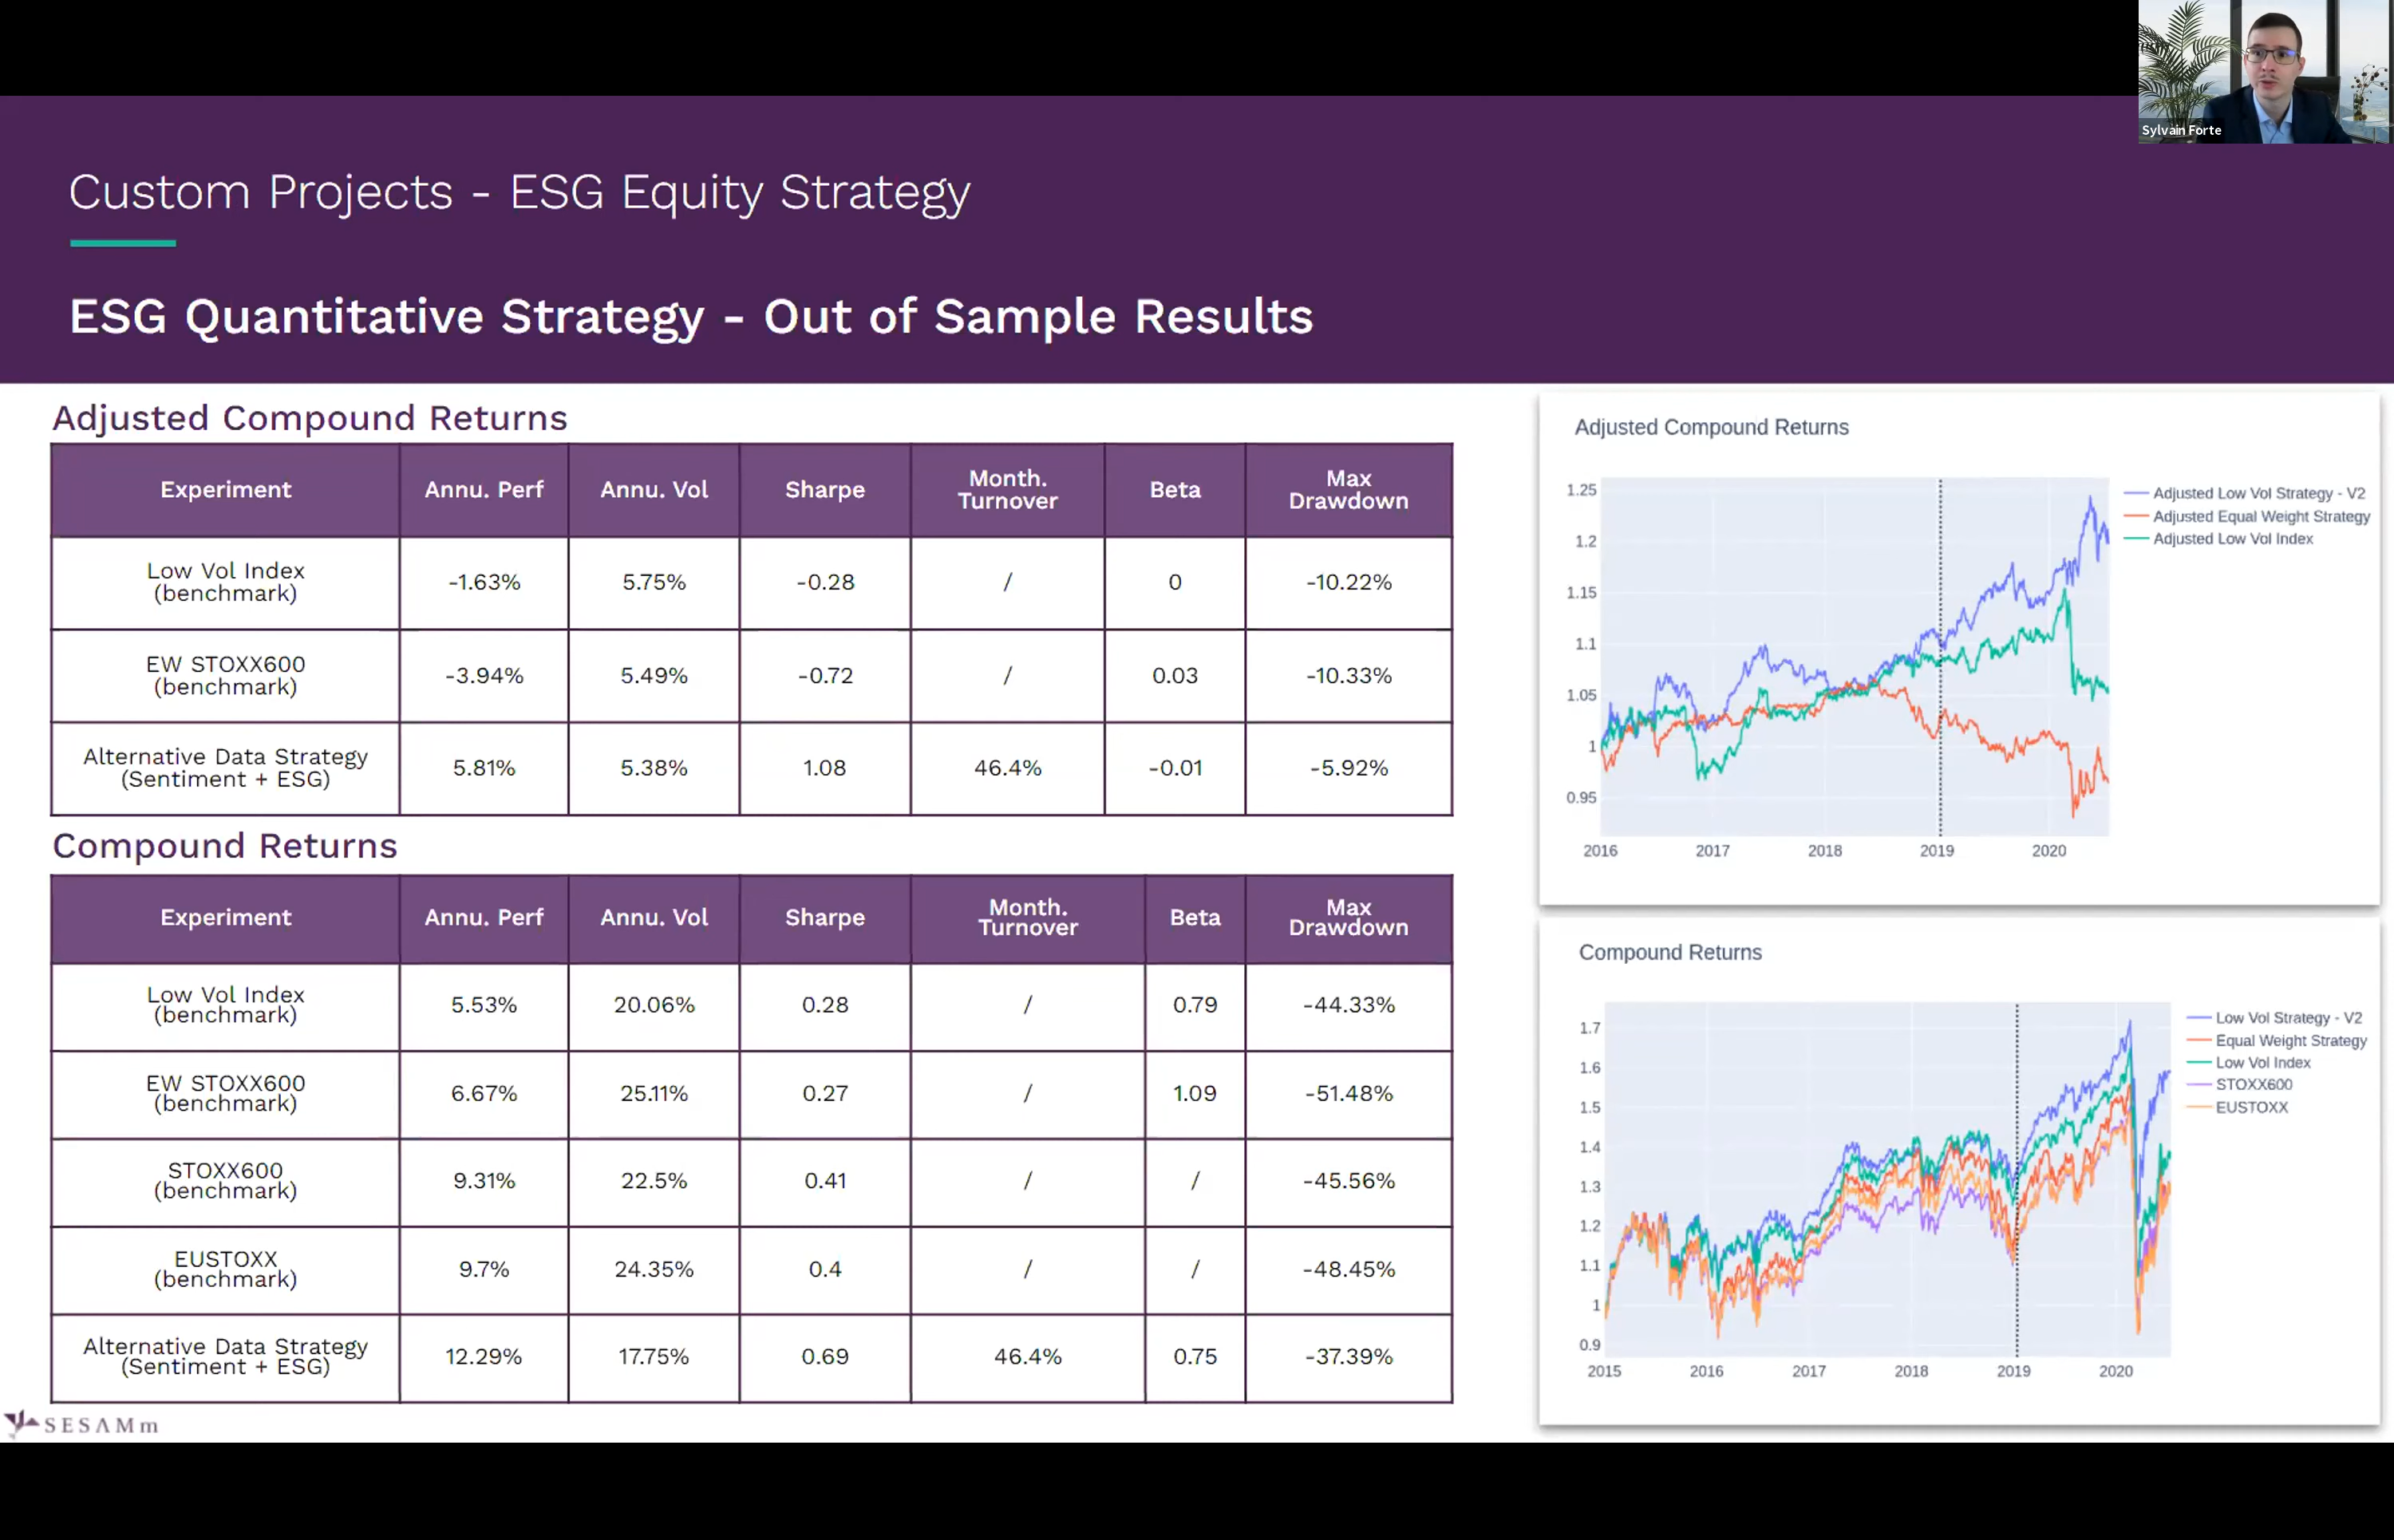 Sylvain Forte
Custom Projects - ESG Equity Strategy
ESG Quantitative Strategy - Out of Sample Results
Adjusted Compound Returns
Experiment Annu. Perf Annu. Vol Sharpe Month. Turnover Beta Max Drawdown
Low Vol Index (benchmark) -1.63% 5.75% -0.28 / 0 -10.22%
EW STOXX600 (benchmark) -3.94% 5.49% -0.72 / 0.03 -10.33%
Alternative Data Strategy (Sentiment + ESG) 5.81% 5.38% 1.08 46.4% -0.01 -5.92%
Compound Returns
Experiment Annu. Perf Annu. Vol Sharpe Month. Turnover Beta Max Drawdown
Low Vol Index (benchmark) 5.53% 20.06% 0.28 / 0.79 -44.33%
EW STOXX600 (benchmark) 6.67% 25.11% 0.27 / 1.09 -51.48%
STOXX600 (benchmark) 9.31% 22.5% 0.41 / / -45.56%
EUSTOXX (benchmark) 9.7% 24.35% 0.4 / / -48.45%
Alternative Data Strategy (Sentiment + ESG) 12.29% 17.75% 0.69 46.4% 0.75 -37.39%
SESAMm
Adjusted Compound Returns
1.25
1.2
1.15
1.1
1.05
1
0.95
2016 2017 2018 2019 2020
Adjusted Low Vol Strategy - V2
Adjusted Equal Weight Strategy
Adjusted Low Vol Index
Compound Returns
1.7
1.6
1.5
1.4
1.3
1.2
1.1
1
0.9
2015 2016 2017 2018 2019 2020
Low Vol Strategy - V2
Equal Weight Strategy
Low Vol Index
STOXX600
EUSTOXX